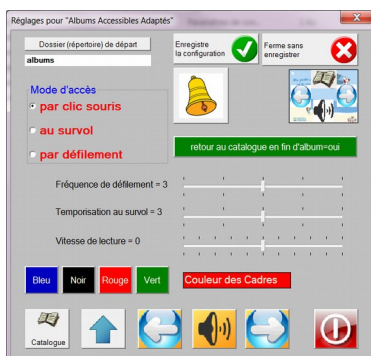 Réglages pour "Albums Accessibles Adaptés"
Dossier (répertoire) de départ
albums
Enregistre
la configuration
Ferme sans
enregistrer
Mode d'accès
par clic souris
au survol
par défilement
retour au catalogue en fin d'album=oui
Fréquence de défilement = 3
Temporisation au survol = 3
Vitesse de lecture = 0
Bleu
Noir
Rouge
Vert
Couleur des Cadres
Catalogue